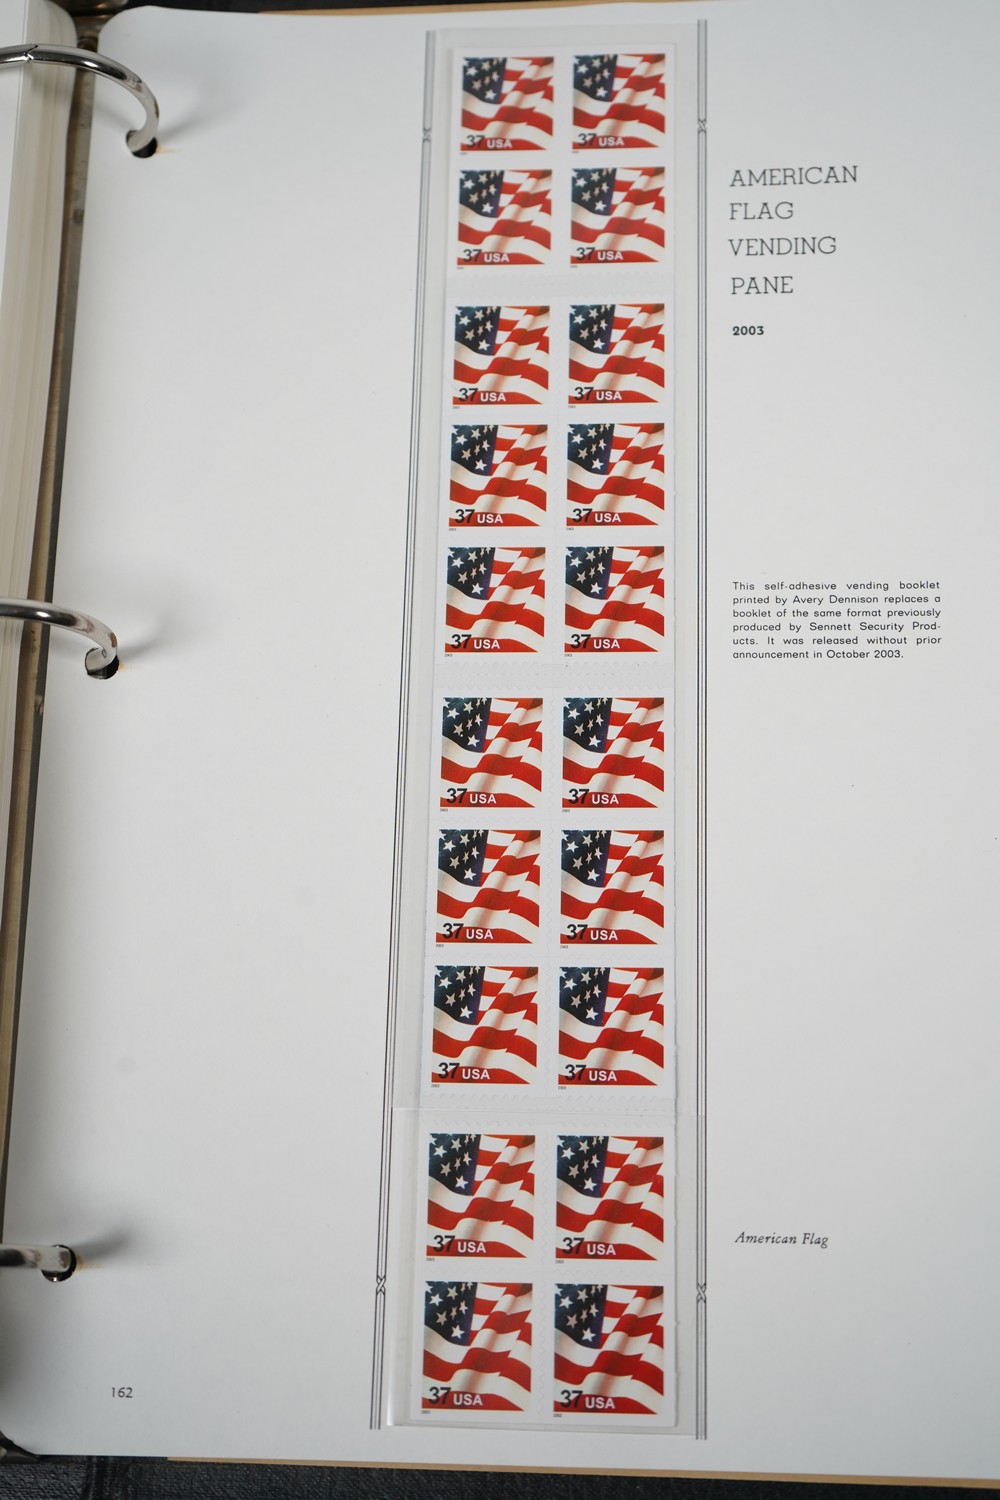 37 USA 37 USA
37 USA 37 USA
37 USA 37 USA
37 USA 37 USA
37 USA 37 USA
37 USA 37 USA
37 USA 37 USA
37 USA 37 USA
37 USA 37 USA
37 USA 37 USA
AMERICAN
FLAG
VENDING
PANE
2003
This self-adhesive vending booklet
printed by Avery Dennison replaces a
booklet of the same format previously
produced by Sennett Security Prod-
ucts. It was released without prior
announcement in October 2003.
American Flag
162